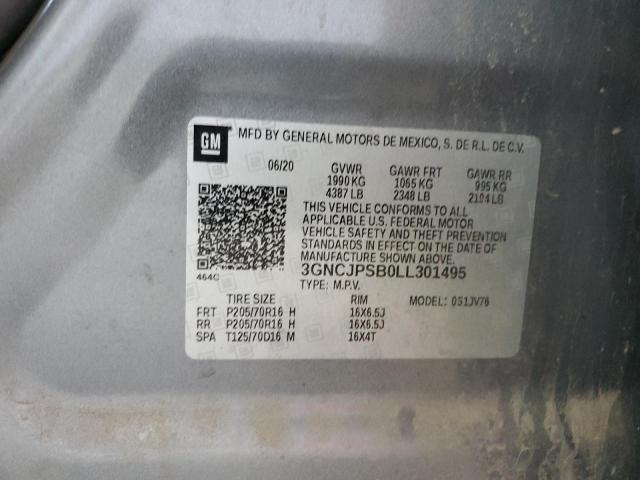 GM
MFD BY GENERAL MOTORS DE MEXICO, S. DE R.L. DE C.V.
06/20 GVWR GAWR FRT GAWR RR
1990 KG 1065 KG 995 KG
4387 LB 2348 LB 2194 LB
THIS VEHICLE CONFORMS TO ALL
APPLICABLE U.S. FEDERAL MOTOR
VEHICLE SAFETY AND THEFT PREVENTION
STANDARDS IN EFFECT ON THE DATE OF
MANUFACTURE SHOWN ABOVE.
464C 3GNCJPSB0LL301495
TYPE: M.P.V.
TIRE SIZE RIM MODEL: 0S1JV76
FRT P205/70R16 H 16X6.5J
RR P205/70R16 H 16X6.5J
SPA T125/70D16 M 16X4T